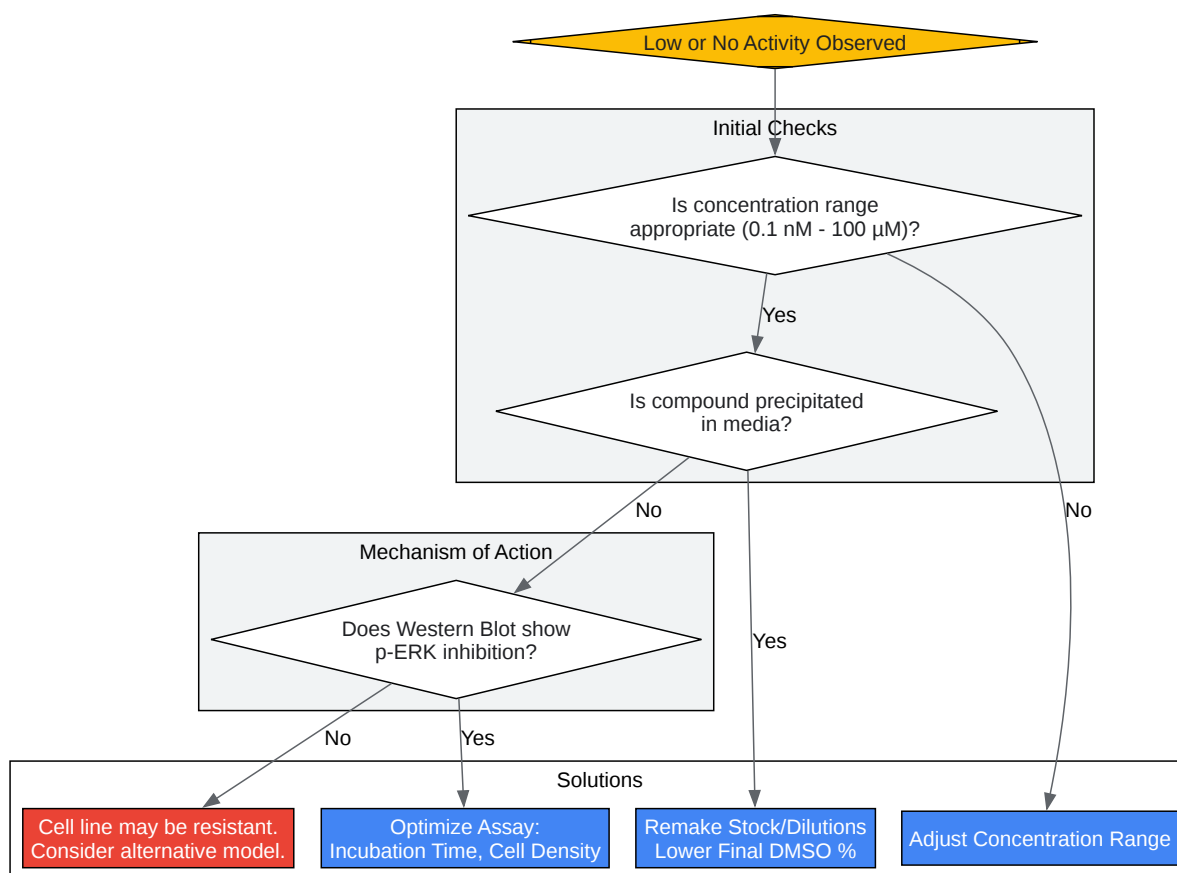 Low or No Activity Observed
Initial Checks
Is concentration range
appropriate (0.1 nM - 100 µM)?
Yes
Is compound precipitated
in media?
No
No
Mechanism of Action
Does Western Blot show
p-ERK inhibition?
Yes
No
Yes
Solutions
Cell line may be resistant.
Consider alternative model.
Optimize Assay:
Incubation Time, Cell Density
Remake Stock/Dilutions
Lower Final DMSO %
Adjust Concentration Range